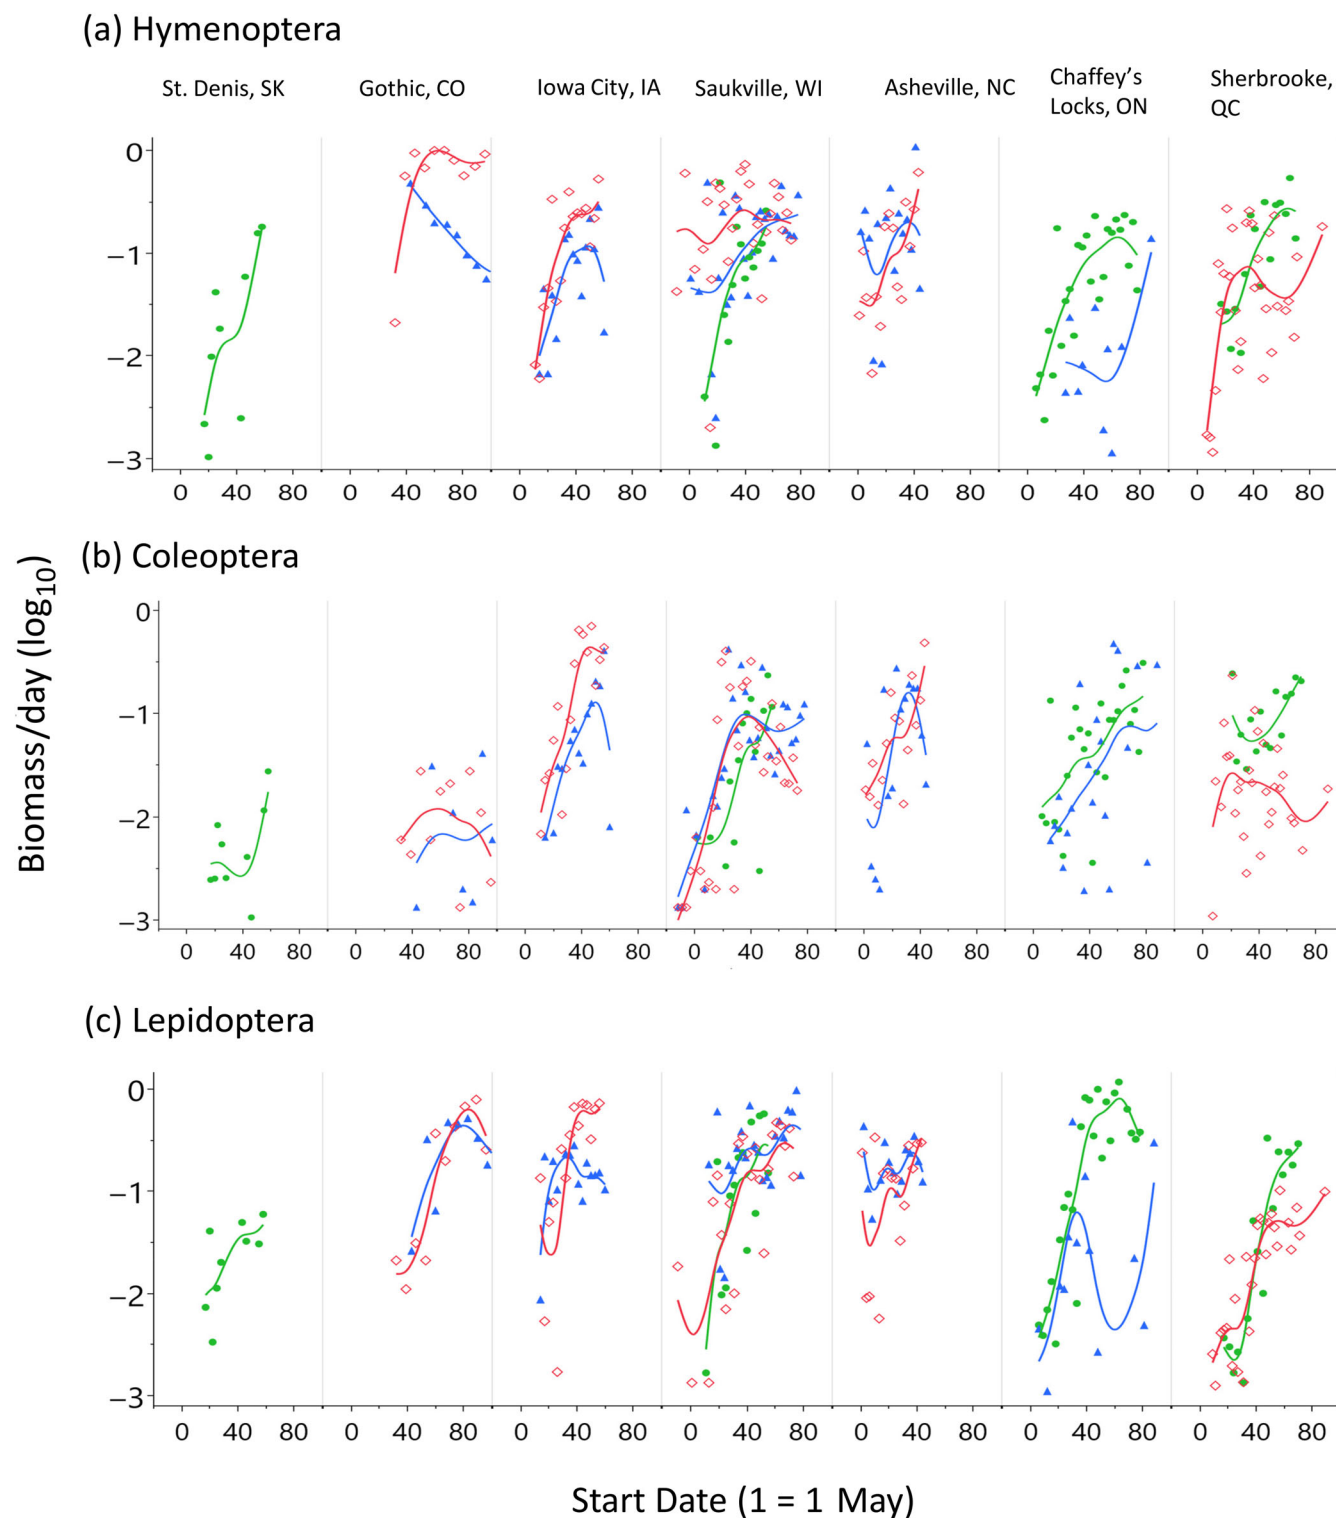 (a) Hymenoptera
St. Denis, SK
Gothic, CO
Iowa City, IA
Saukville, WI
Asheville, NC
Chaffey's
Locks, ON
Sherbrooke,
QC
0
−1
−2
−3
0 40 80 0 40 80 0 40 80 0 40 80 0 40 80 0 40 80 0 40 80
(b) Coleoptera
0
−1
−2
−3
0 40 80 0 40 80 0 40 80 0 40 80 0 40 80 0 40 80 0 40 80
Biomass/day (log10)
(c) Lepidoptera
0
−1
−2
−3
0 40 80 0 40 80 0 40 80 0 40 80 0 40 80 0 40 80 0 40 80
Start Date (1 = 1 May)